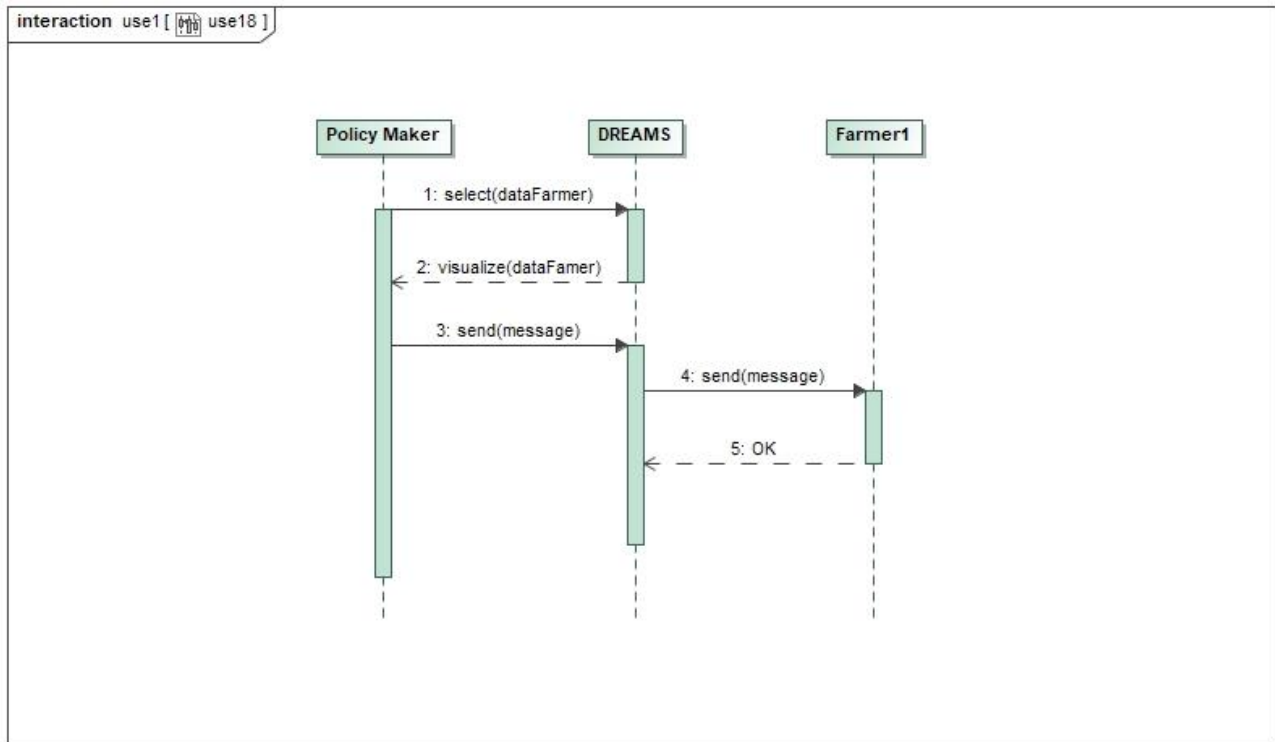 interaction use1 [ use18 ]
Policy Maker
DREAMS
Farmer1
1: select(dataFarmer)
2: visualize(dataFamer)
3: send(message)
4: send(message)
5: OK